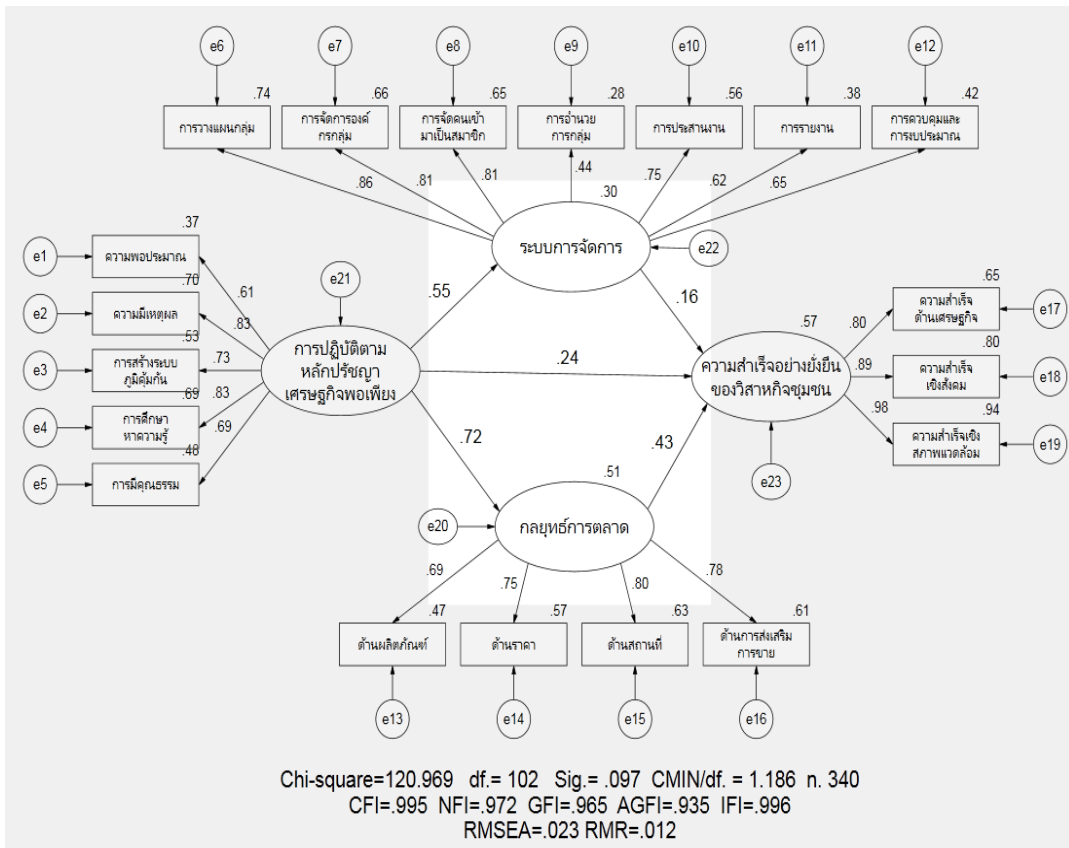 e6
e7
e8
e9
e10
e11
e12
.74
.66
.65
.28
.56
.38
.42
การวางแผนกลุ่ม
การจัดการองค์
กรกลุ่ม
การจัดคนเข้า
มาเป็นสมาชิก
การอำนวย
การกลุ่ม
การประสานงาน
การรายงาน
การควบคุมและ
การงบประมาณ
.86
.81
.81
.44
.75
.62
.65
.30
ระบบการจัดการ
e22
e1
ความพอประมาณ
.37
e2
ความมีเหตุผล
.70
e3
การสร้างระบบ
ภูมิคุ้มกัน
.53
e4
การศึกษา
หาความรู้
.69
e5
การมีคุณธรรม
.48
.61
.83
.73
.83
.69
e21
การปฏิบัติตาม
หลักปรัชญา
เศรษฐกิจพอเพียง
.55
.24
.72
.16
.43
.57
ความสำเร็จอย่างยั่งยืน
ของวิสาหกิจชุมชน
e23
.80
.89
.98
.65
ความสำเร็จ
ด้านเศรษฐกิจ
e17
.80
ความสำเร็จ
เชิงสังคม
e18
.94
ความสำเร็จเชิง
สภาพแวดล้อม
e19
.51
กลยุทธ์การตลาด
e20
.69
.75
.80
.78
.47
.57
.63
.61
ด้านผลิตภัณฑ์
ด้านราคา
ด้านสถานที่
ด้านการส่งเสริม
การขาย
e13
e14
e15
e16
Chi-square=120.969 df.= 102 Sig.= .097 CMIN/df. = 1.186 n. 340
CFI=.995 NFI=.972 GFI=.965 AGFI=.935 IFI=.996
RMSEA=.023 RMR=.012